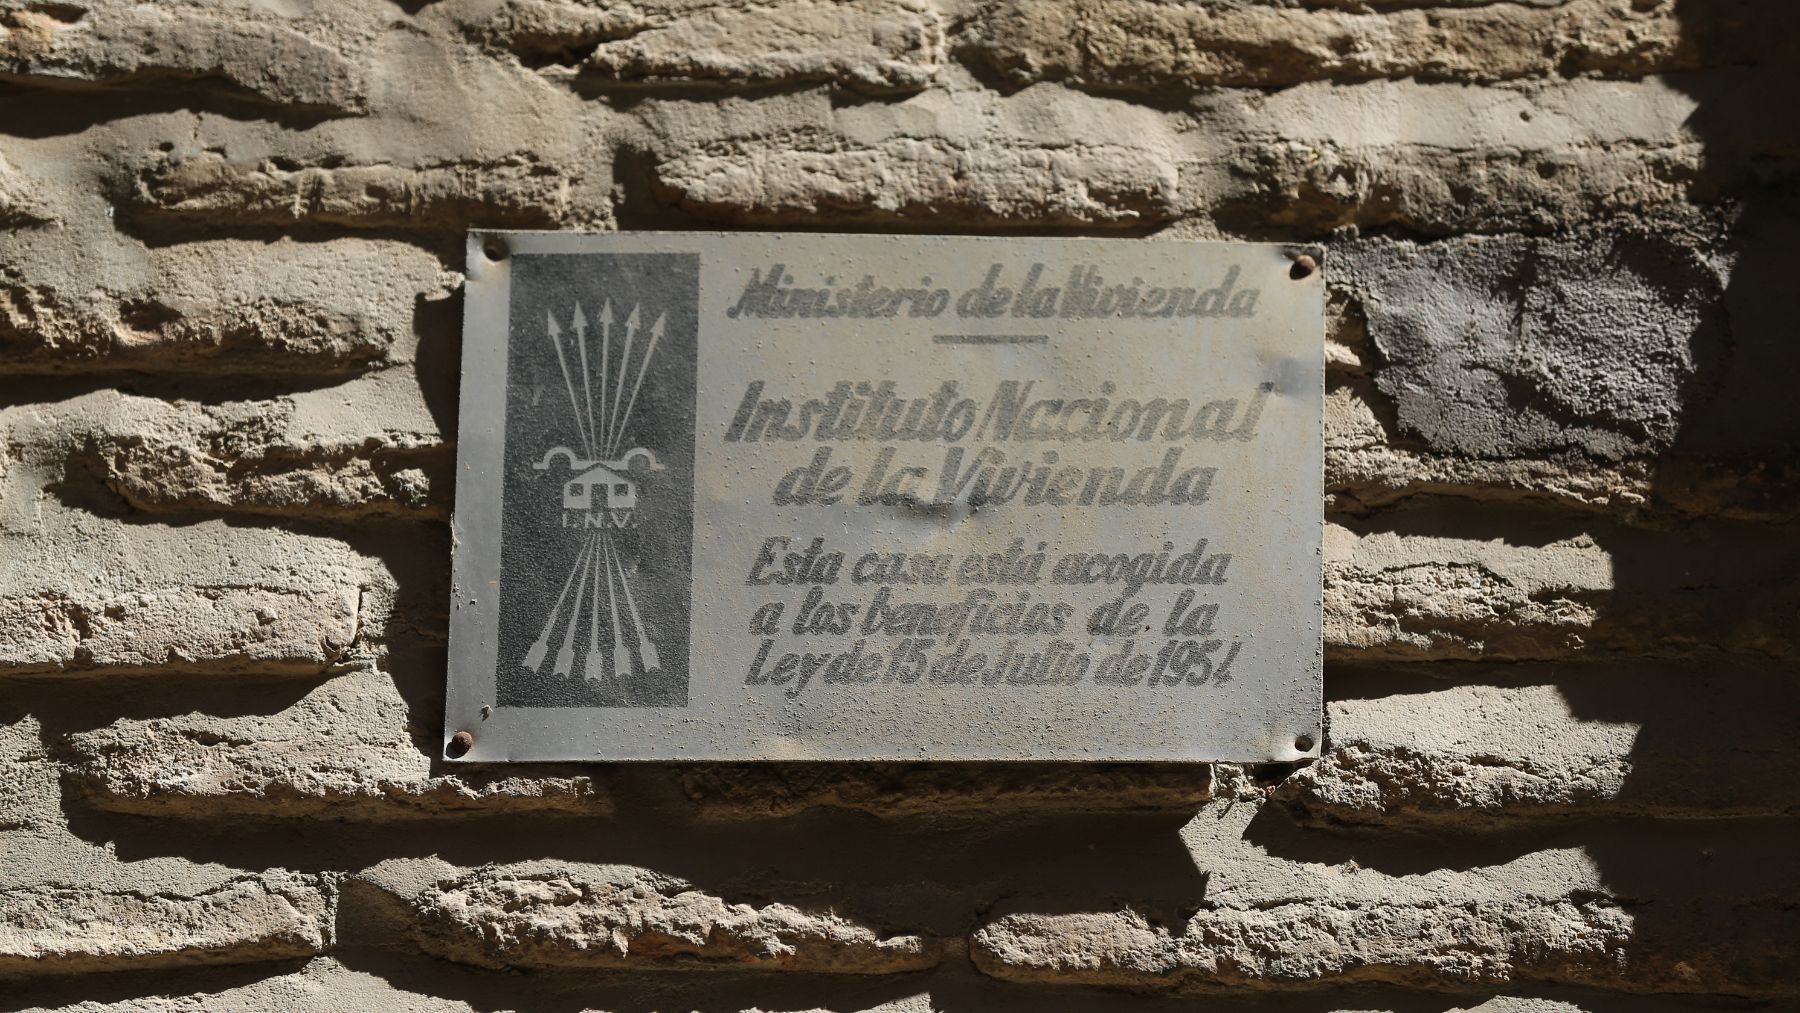 Ministerio de la Vivienda
Instituto Nacional
de la Vivienda
I.N.V.
Esta casa está acogida
a los beneficios de la
Ley de 15 de Julio de 1954